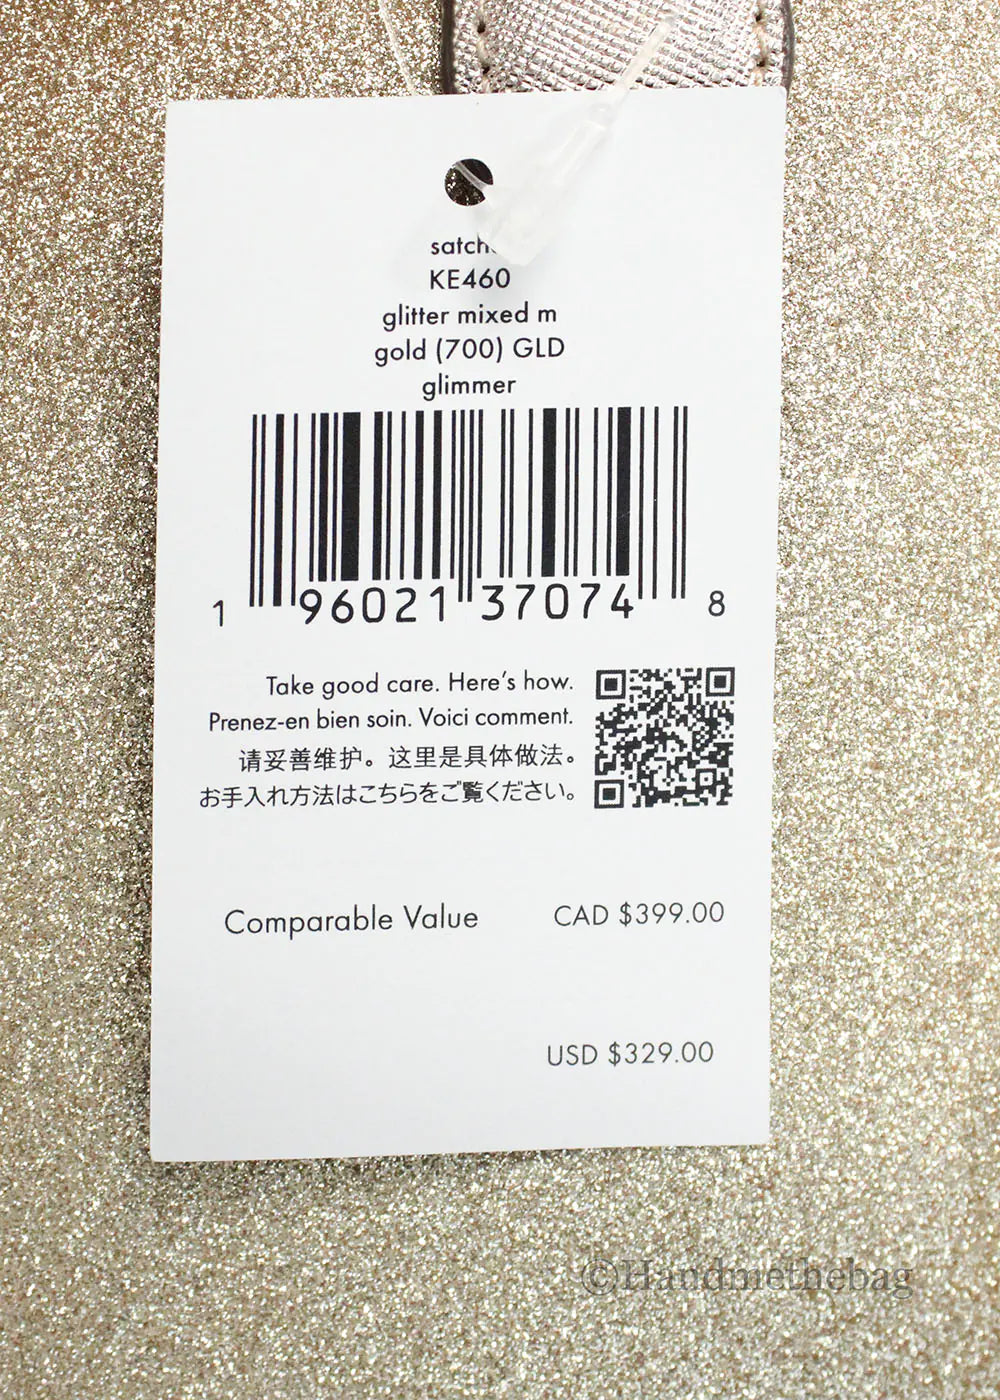 satch
KE460
glitter mixed m
gold (700) GLD
glimmer
1 96021 37074 8
Take good care. Here's how.
Prenez-en bien soin. Voici comment.
请妥善维护。这里是具体做法。
お手入れ方法はこちらをご覧ください。
Comparable Value CAD $399.00
USD $329.00
©Handmethebag